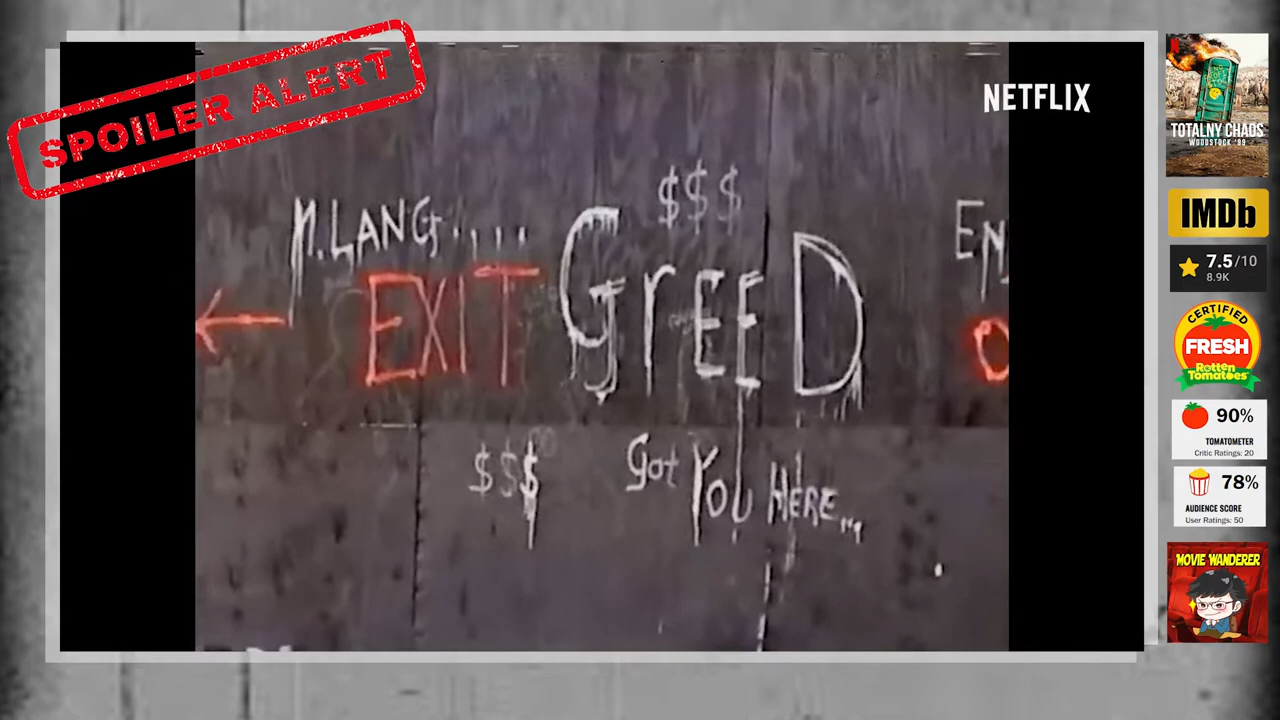 SPOILER ALERT
NETFLIX
M.LANG....
$$$
EN
EXIT
GrEED
$$$
Got You HERE...
TOTALNY CHAOS
WOODSTOCK '99
IMDb
7.5/10
8.9K
CERTIFIED
FRESH
Rotten
Tomatoes
90%
TOMATOMETER
Critic Ratings: 20
78%
AUDIENCE SCORE
User Ratings: 50
MOVIE WANDERER